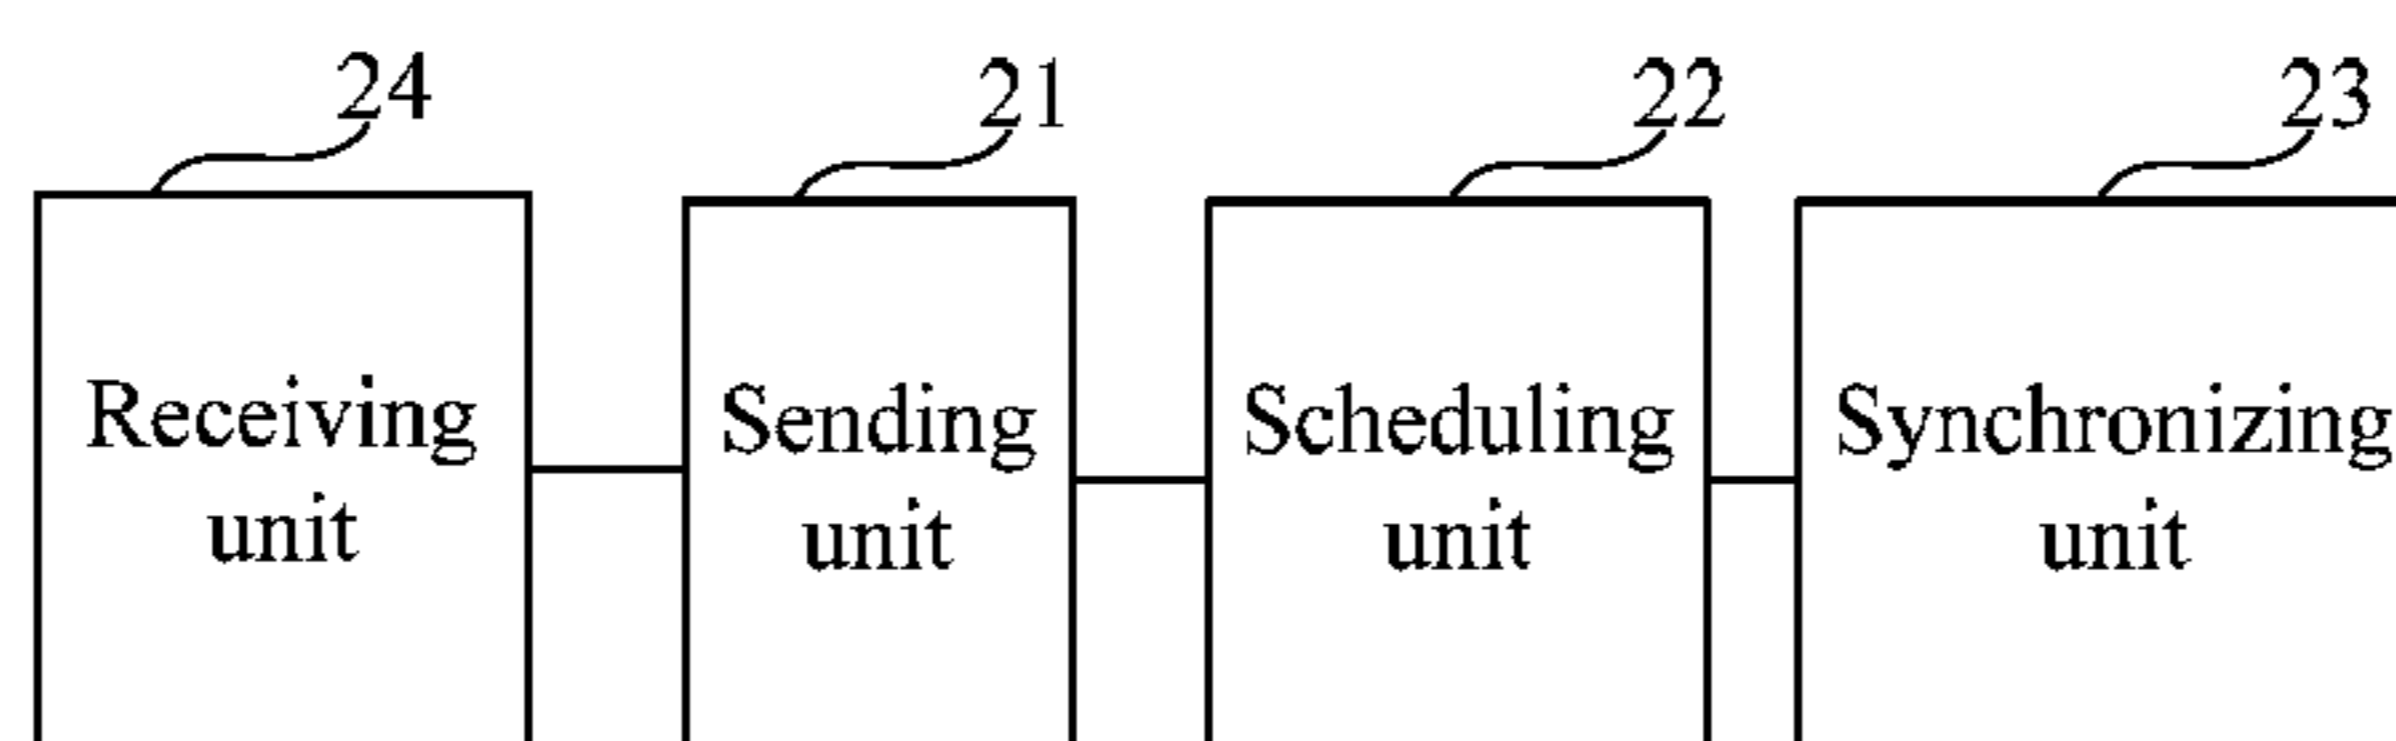 24
21
22
23
Receiving
unit
Sending
unit
Scheduling
unit
Synchronizing
unit